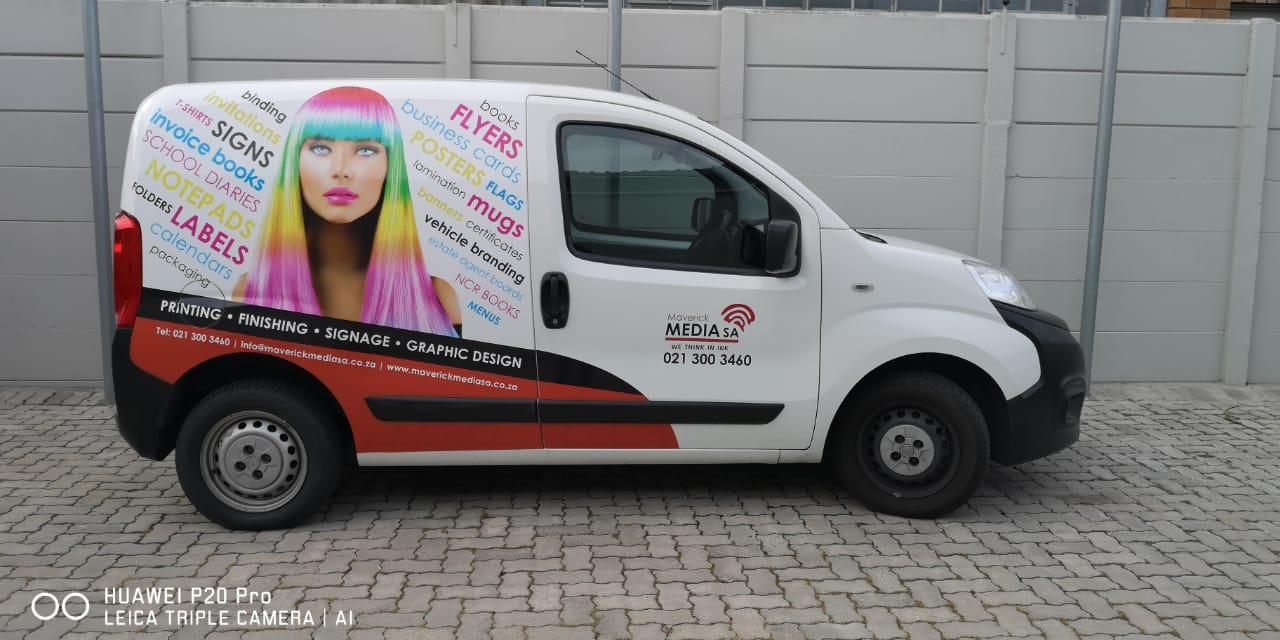 binding
invitations
T-SHIRTS
SIGNS
invoice books
SCHOOL DIARIES
NOTEPADS
FOLDERS
LABELS
calendars
packaging
books
FLYERS
business cards
POSTERS
FLAGS
lamination
mugs
banners
certificates
vehicle branding
estate agent boards
NCR BOOKS
MENUS
PRINTING • FINISHING • SIGNAGE • GRAPHIC DESIGN
Tel: 021 300 3460 | info@maverickmediasa.co.za | www.maverickmediasa.co.za
Maverick
MEDIA SA
WE THINK IN INK
021 300 3460
HUAWEI P20 Pro
LEICA TRIPLE CAMERA | AI